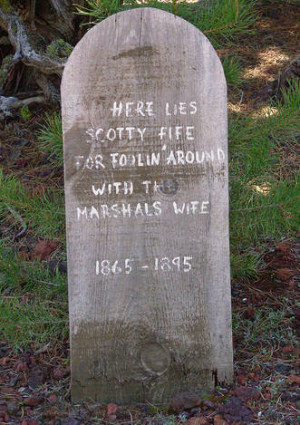 HERE LIES
SCOTTY FIFE
FOR FOOLIN' AROUND
WITH THE
MARSHALS WIFE
1865-1895